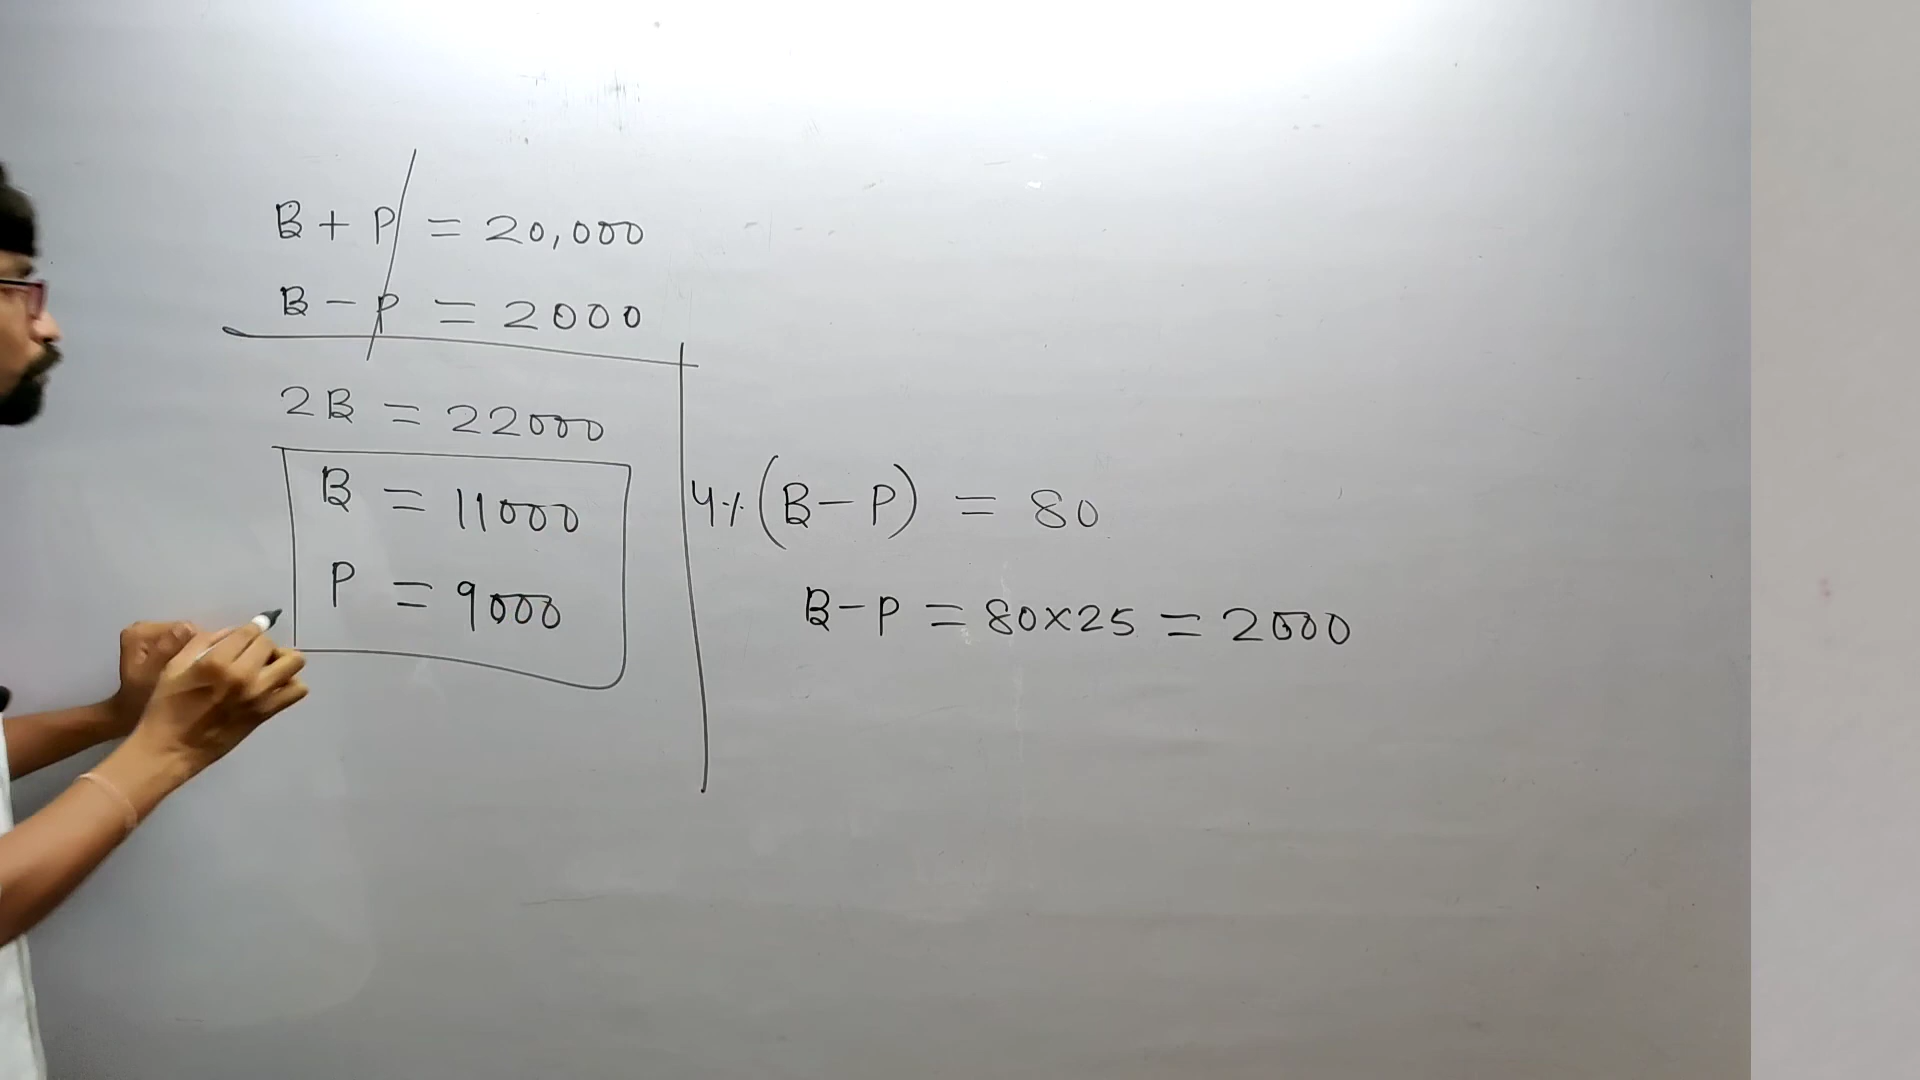 B + P = 20,000
B - P = 2000
2B = 22000
B = 11000
P = 9000
4% (B - P) = 80
B - P = 80 x 25 = 2000